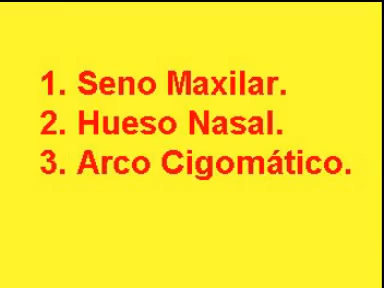 1. Seno Maxilar.
2. Hueso Nasal.
3. Arco Cigomático.